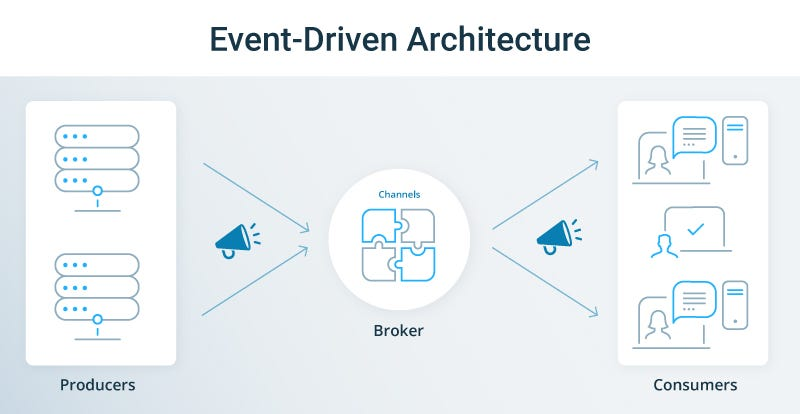 Event-Driven Architecture
Channels
Broker
Producers
Consumers